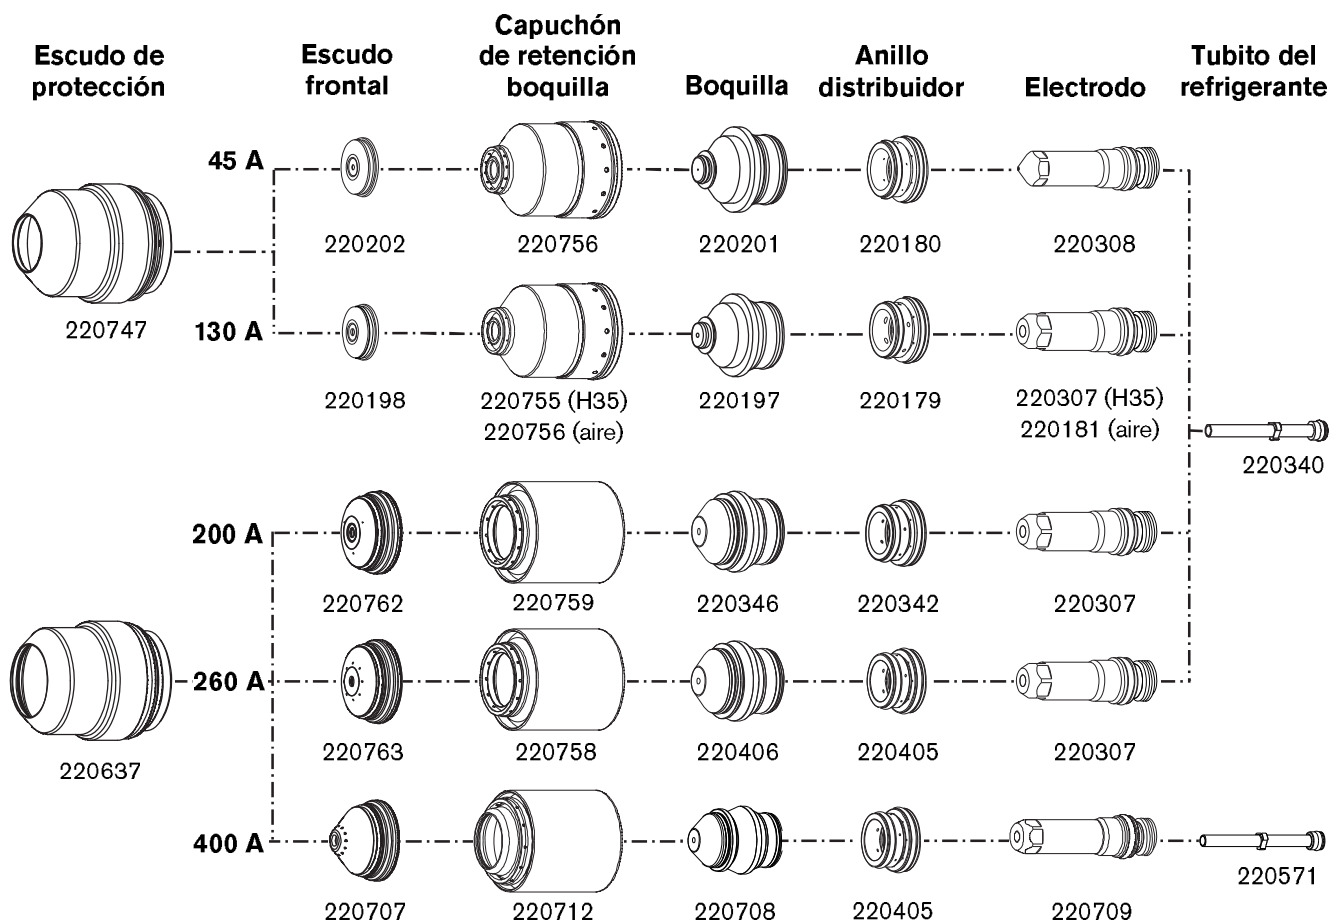 Escudo de
protección
Escudo
frontal
Capuchón
de retención
boquilla
Boquilla
Anillo
distribuidor
Electrodo
Tubito del
refrigerante
45 A
220202
220756
220201
220180
220308
220747
130 A
220198
220755 (H35)
220756 (aire)
220197
220179
220307 (H35)
220181 (aire)
220340
200 A
220762
220759
220346
220342
220307
220637
260 A
220763
220758
220406
220405
220307
400 A
220707
220712
220708
220405
220709
220571